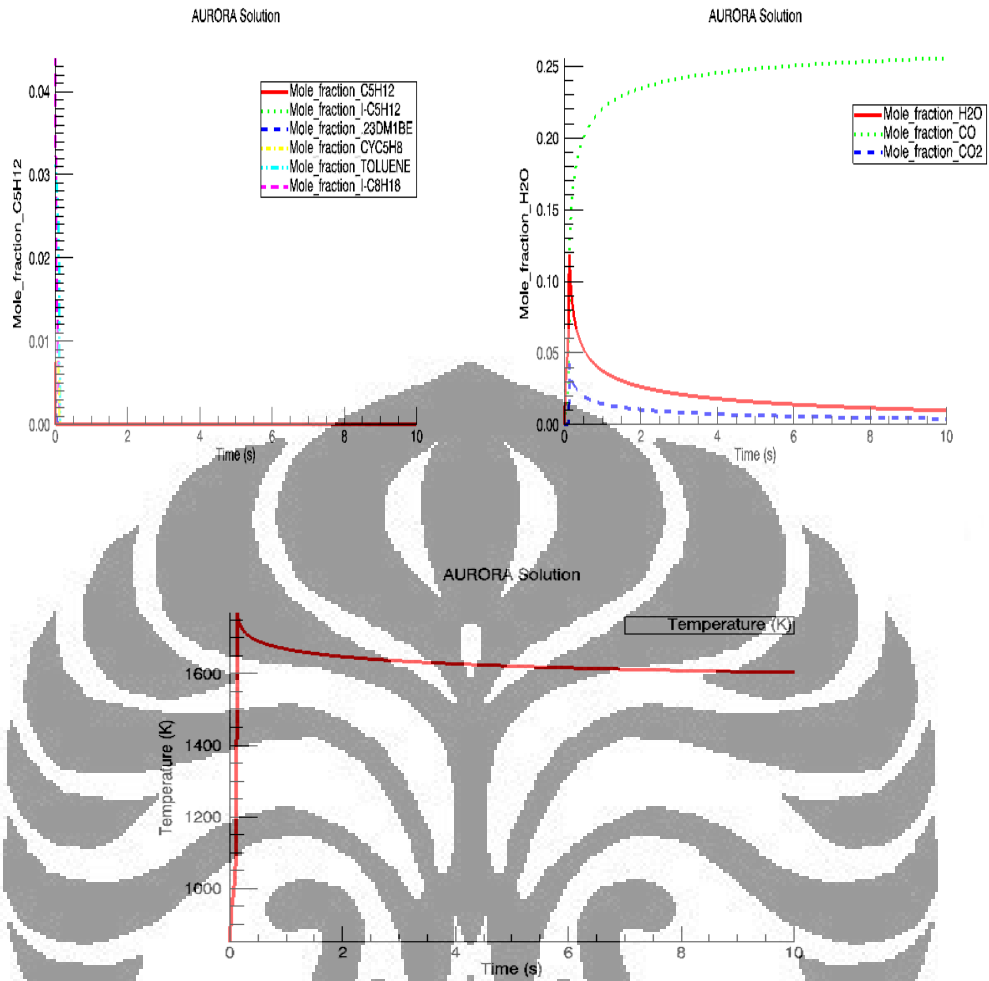 AURORA Solution
Mole_fraction_C5H12
0.04
0.03
0.02
0.01
0.00
0
2
4
6
8
10
Time (s)
Mole_fraction_C5H12
Mole_fraction_I-C5H12
Mole_fraction_.23DM1BE
Mole_fraction_CYC5H8
Mole_fraction_TOLUENE
Mole_fraction_I-C8H18
AURORA Solution
Mole_fraction_H2O
0.25
0.20
0.15
0.10
0.05
0.00
0
2
4
6
8
10
Time (s)
Mole_fraction_H2O
Mole_fraction_CO
Mole_fraction_CO2
AURORA Solution
Temperature (K)
Temperature (K)
1600
1400
1200
1000
0
2
4
6
8
10
Time (s)